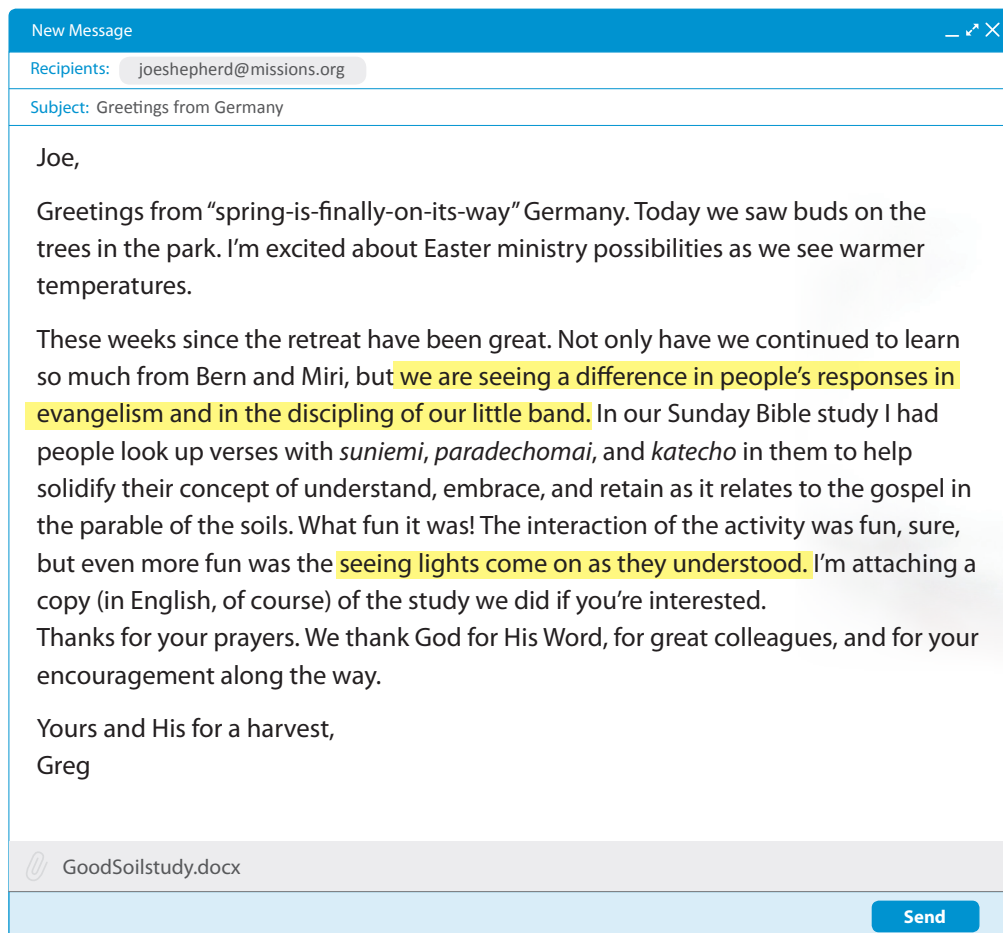 New Message
Recipients: joeshepherd@missions.org
Subject: Greetings from Germany
Joe,
Greetings from “spring-is-finally-on-its-way” Germany. Today we saw buds on the
trees in the park. I’m excited about Easter ministry possibilities as we see warmer
temperatures.
These weeks since the retreat have been great. Not only have we continued to learn
so much from Bern and Miri, but we are seeing a difference in people’s responses in
evangelism and in the discipling of our little band. In our Sunday Bible study I had
people look up verses with suniemi, paradechomai, and katecho in them to help
solidify their concept of understand, embrace, and retain as it relates to the gospel in
the parable of the soils. What fun it was! The interaction of the activity was fun, sure,
but even more fun was the seeing lights come on as they understood. I’m attaching a
copy (in English, of course) of the study we did if you’re interested.
Thanks for your prayers. We thank God for His Word, for great colleagues, and for your
encouragement along the way.
Yours and His for a harvest,
Greg
GoodSoilstudy.docx
Send